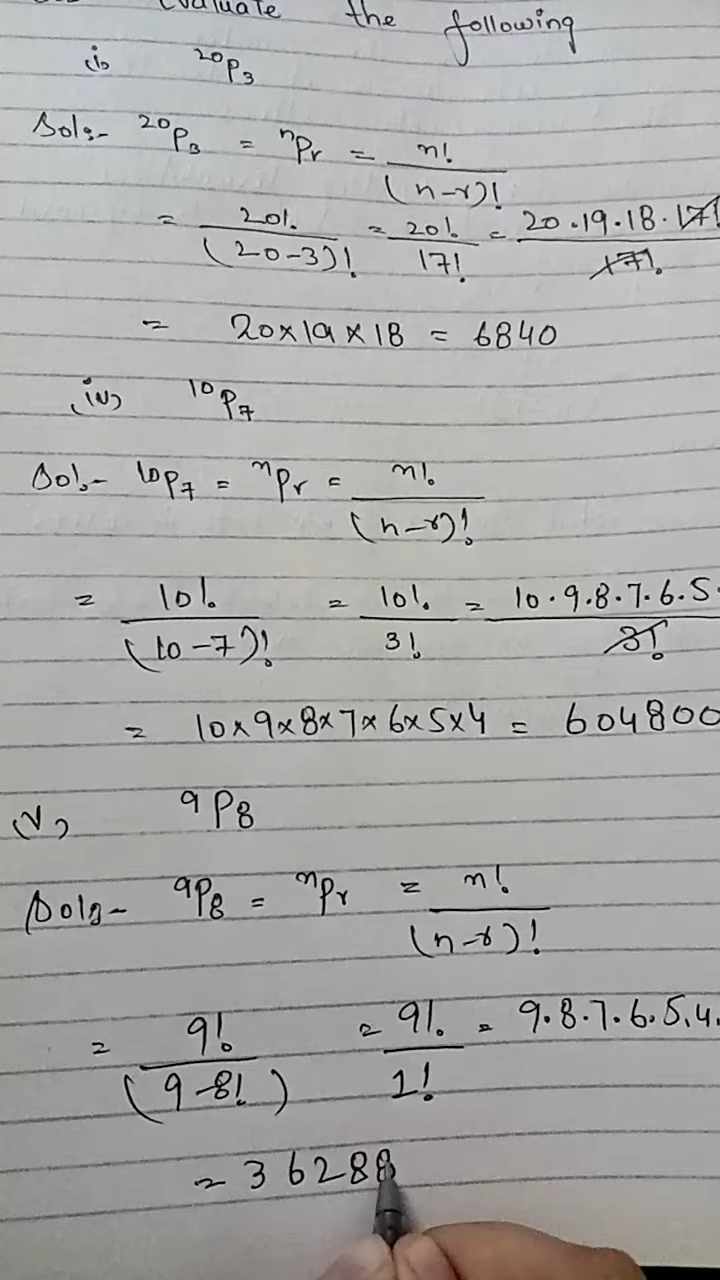 Evaluate the following
(i) ²⁰P₃
Sol:- ²⁰P₃ = ⁿPr = n! / (n-r)!
= 20! / (20-3)! = 20! / 17! = 20·19·18·17! / 17!
= 20×19×18 = 6840
(iv) ¹⁰P₇
Sol:- ¹⁰P₇ = ⁿPr = n! / (n-r)!
= 10! / (10-7)! = 10! / 3! = 10·9·8·7·6·5· / 3!
= 10×9×8×7×6×5×4 = 604800
(v) ⁹P₈
Sol:- ⁹P₈ = ⁿPr = n! / (n-r)!
= 9! / (9-8!) = 9! / 1! = 9·8·7·6·5·4·
= 36288